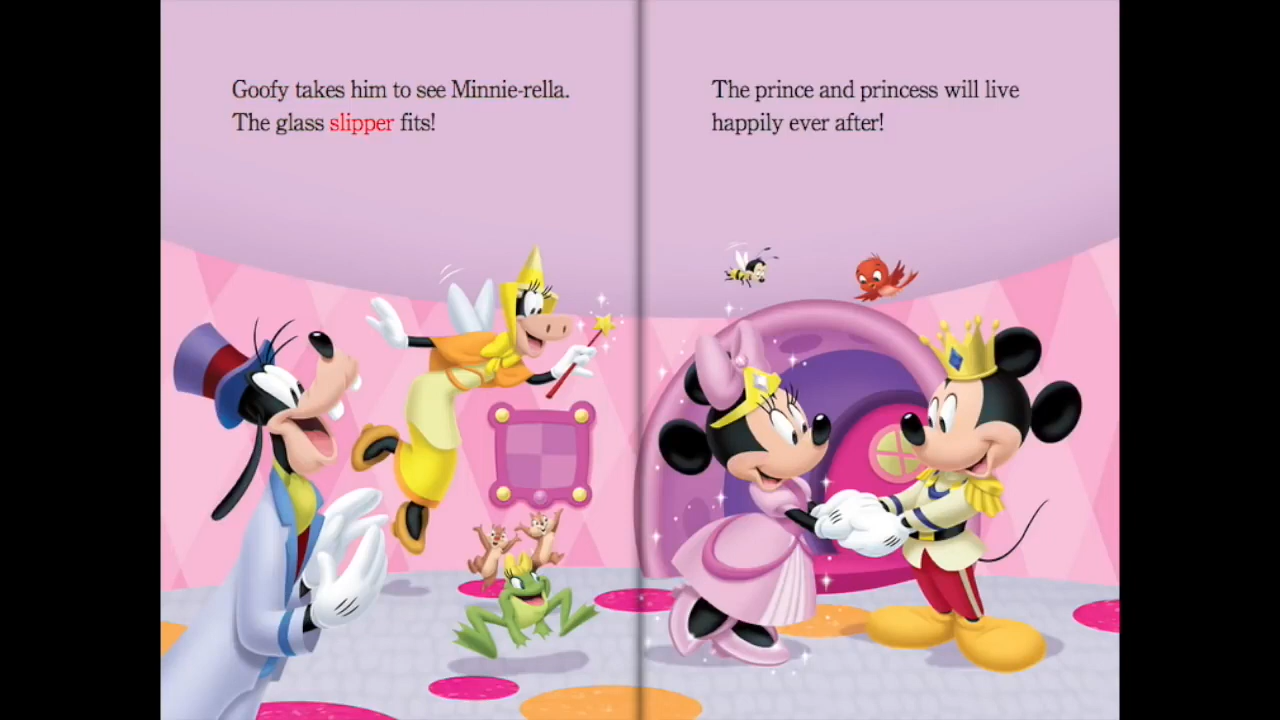 Goofy takes him to see Minnie-rella.
The glass slipper fits!
The prince and princess will live
happily ever after!